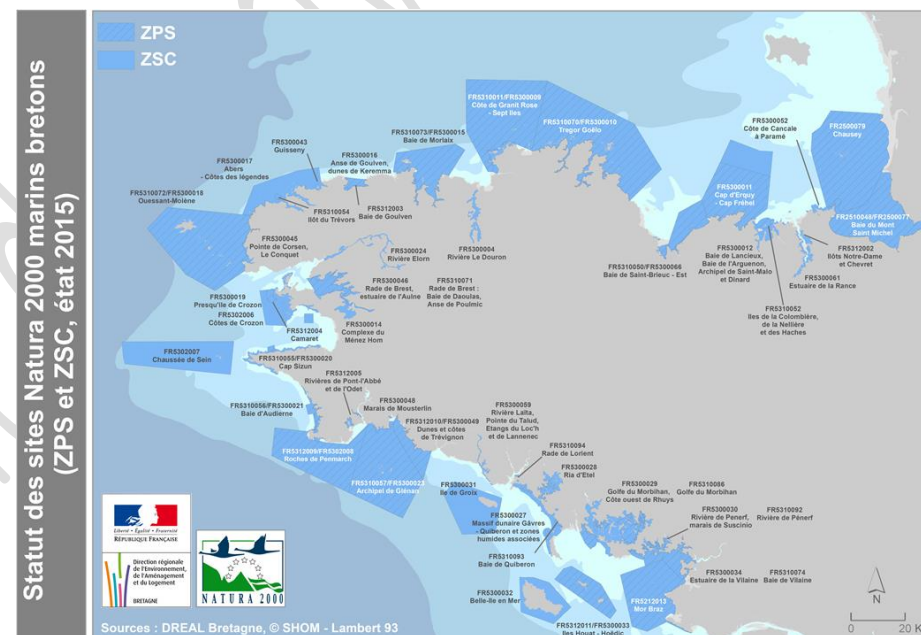 Statut des sites Natura 2000 marins bretons
(ZPS et ZSC, état 2015)
ZPS
ZSC
FR5310011/FR5300009
Côte de Granit Rose
- Sept Iles
FR5310070/FR5300010
Tregor Goëlo
FR5300052
Côte de Cancale
à Paramé
FR2500079
Chausey
FR5310073/FR5300015
Baie de Morlaix
FR5300043
Guisseny
FR5300016
Anse de Goulven,
dunes de Keremma
FR5300017
Abers
- Côtes des légendes
FR5310072/FR5300018
Ouessant-Molène
FR5310054
Ilôt du Trévors
FR5312003
Baie de Goulven
FR5300011
Cap d'Erquy
- Cap Fréhel
FR2510048/FR2500077
Baie du Mont
Saint Michel
FR5300045
Pointe de Corsen,
Le Conquet
FR5300024
Rivière Elorn
FR5300004
Rivière Le Douron
FR5310050/FR5300066
Baie de Saint-Brieuc - Est
FR5300012
Baie de Lancieux,
Baie de l'Arguenon,
Archipel de Saint-Malo
et Dinard
FR5312002
Ilôts Notre-Dame
et Chevret
FR5300061
Estuaire de la Rance
FR5310052
Iles de la Colombière,
de la Nellière
et des Haches
FR5300046
Rade de Brest,
estuaire de l'Aulne
FR5310071
Rade de Brest :
Baie de Daoulas,
Anse de Poulmic
FR5300019
Presqu'île de Crozon
FR5302006
Côtes de Crozon
FR5312004
Camaret
FR5300014
Complexe du
Ménez Hom
FR5302007
Chaussée de Sein
FR5310055/FR5300020
Cap Sizun
FR5312005
Rivières de Pont-l'Abbé
et de l'Odet
FR5310056/FR5300021
Baie d'Audierne
FR5300048
Marais de Mousterlin
FR5312010/FR5300049
Dunes et côtes
de Trévignon
FR5300059
Rivière Laïta,
Pointe du Talud,
Etangs du Loc'h
et de Lannenec
FR5310094
Rade de Lorient
FR5300028
Ria d'Etel
FR5312009/FR5302008
Roches de Penmarch
FR5310057/FR5300023
Archipel de Glénan
FR5300031
Ile de Groix
FR5300029
Golfe du Morbihan,
Côte ouest de Rhuys
FR5310086
Golfe du Morbihan
FR5300030
Rivière de Penerf,
marais de Suscinio
FR5310092
Rivière de Pénerf
FR5300027
Massif dunaire Gâvres
- Quiberon et zones
humides associées
FR5310093
Baie de Quiberon
FR5300034
Estuaire de la Vilaine
FR5310074
Baie de Vilaine
FR5300032
Belle-Ile en Mer
FR5212013
Mor Braz
FR5312011/FR5300033
Iles Houat - Hoëdic
Liberté • Égalité • Fraternité
RÉPUBLIQUE FRANÇAISE
Direction régionale
de l'Environnement,
de l'Aménagement
et du Logement
BRETAGNE
NATURA 2000
Sources : DREAL Bretagne, © SHOM - Lambert 93
N
0 20 K